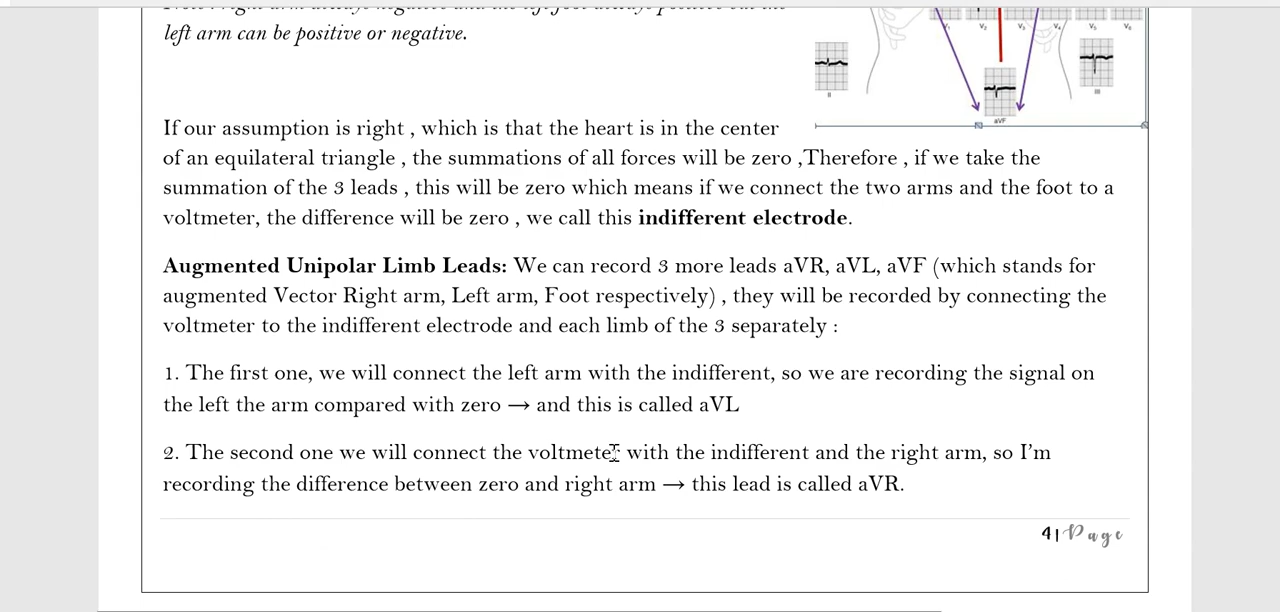 left arm can be positive or negative.
V₂
V₃
V₄
V₅
V₆
II
III
aVF
If our assumption is right , which is that the heart is in the center
of an equilateral triangle , the summations of all forces will be zero ,Therefore , if we take the
summation of the 3 leads , this will be zero which means if we connect the two arms and the foot to a
voltmeter, the difference will be zero , we call this indifferent electrode.
Augmented Unipolar Limb Leads: We can record 3 more leads aVR, aVL, aVF (which stands for
augmented Vector Right arm, Left arm, Foot respectively) , they will be recorded by connecting the
voltmeter to the indifferent electrode and each limb of the 3 separately :
1. The first one, we will connect the left arm with the indifferent, so we are recording the signal on
the left the arm compared with zero → and this is called aVL
2. The second one we will connect the voltmeter with the indifferent and the right arm, so I'm
recording the difference between zero and right arm → this lead is called aVR.
4| Page